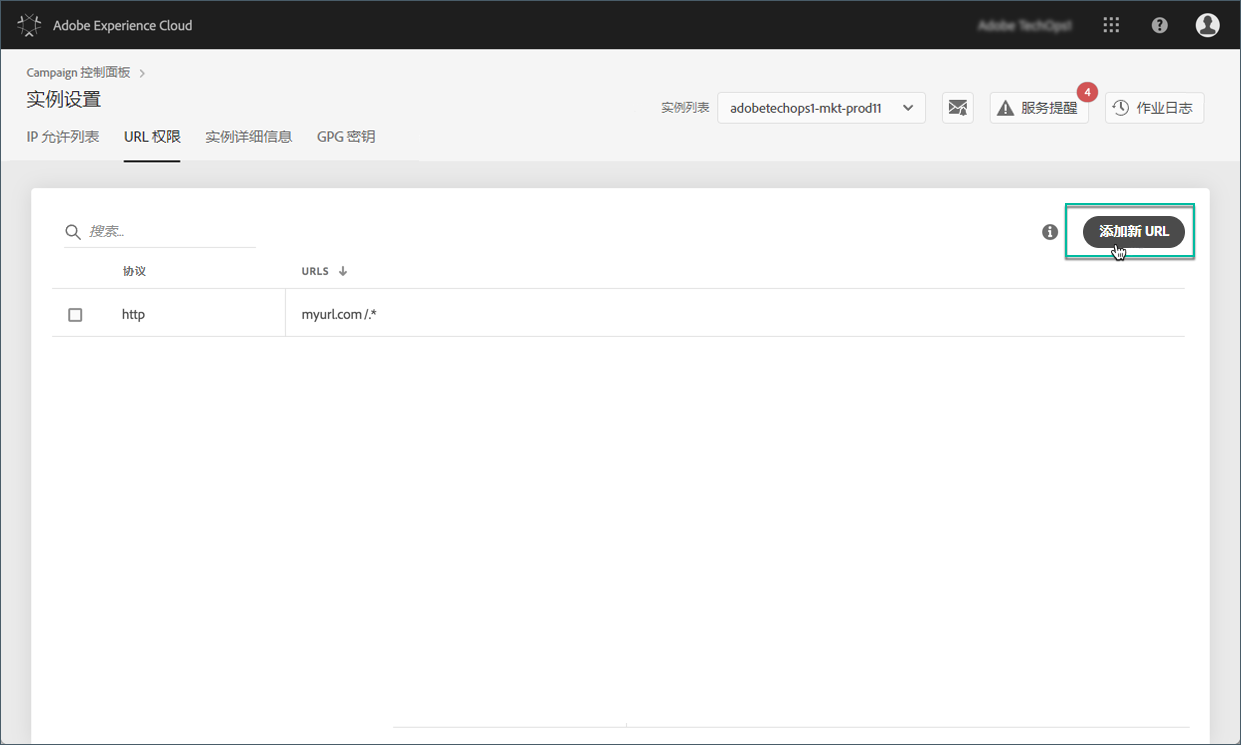 Adobe Experience Cloud
Adobe TechOps1
Campaign 控制面板
实例设置
实例列表
adobetechops1-mkt-prod11
服务提醒
4
作业日志
IP 允许列表
URL 权限
实例详细信息
GPG 密钥
搜索...
添加新 URL
协议
URLS
http
myurl.com/.*